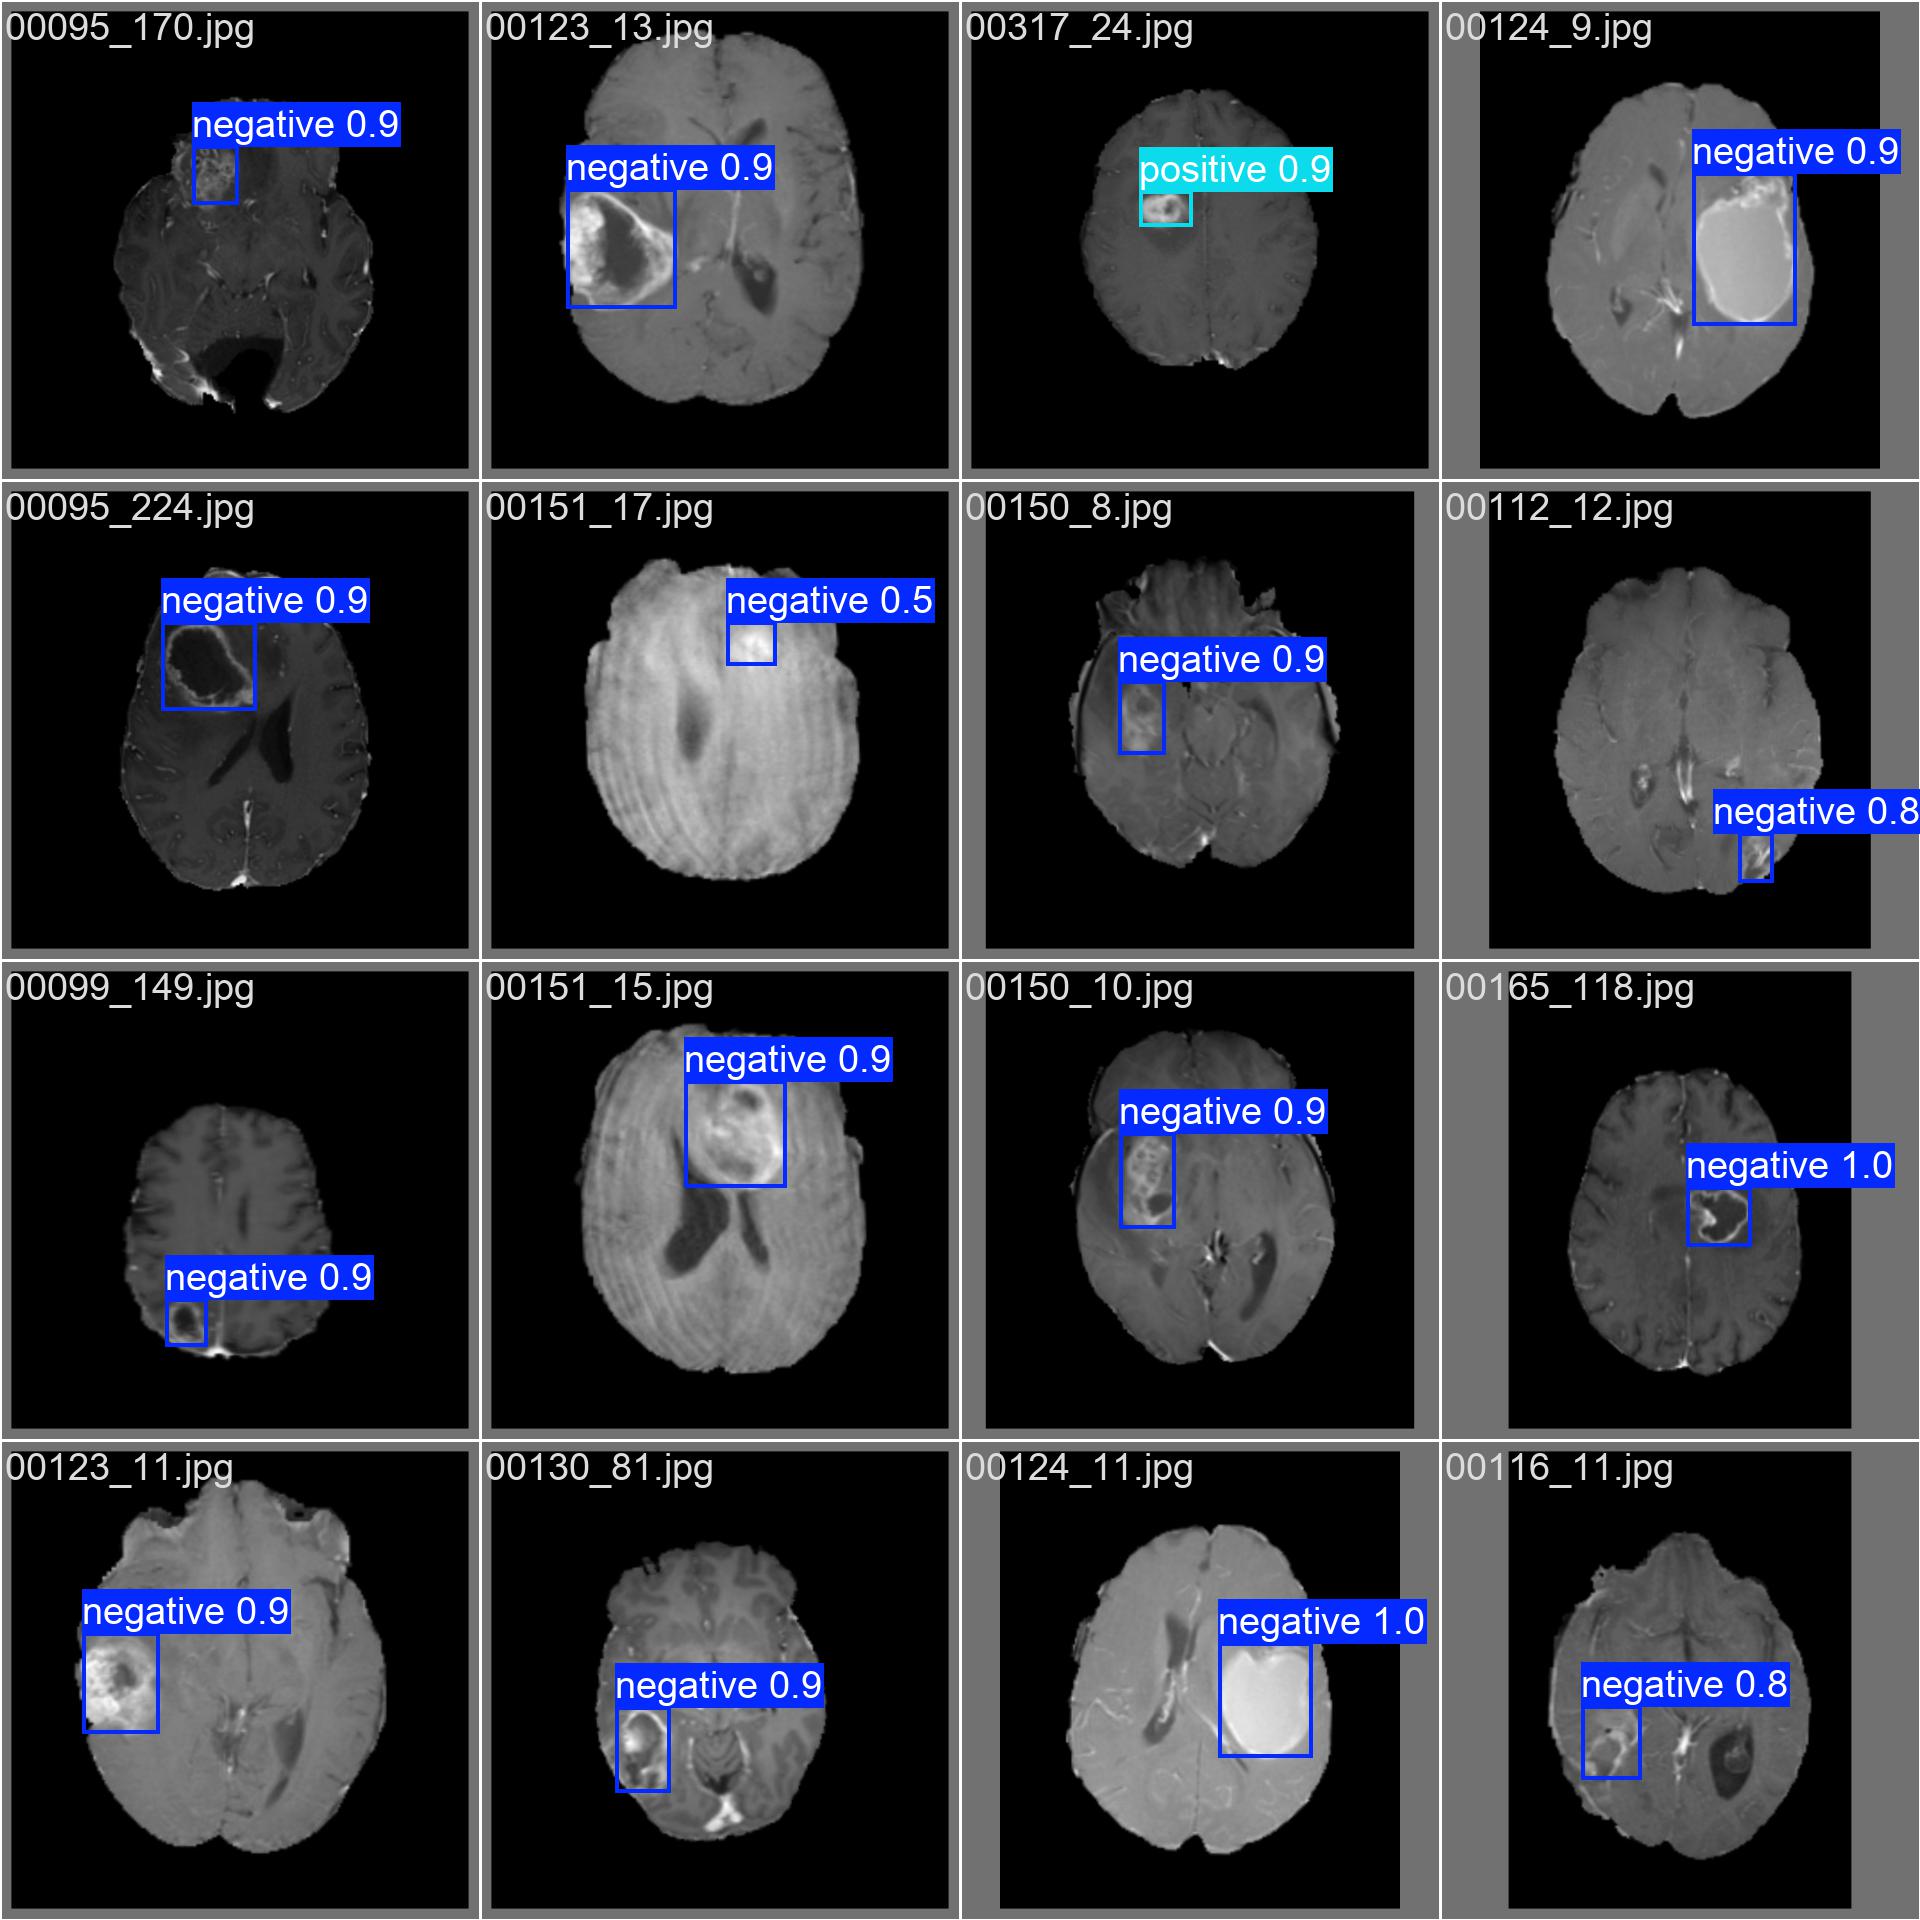 00095_170.jpg
negative 0.9
00123_13.jpg
negative 0.9
00317_24.jpg
positive 0.9
00124_9.jpg
negative 0.9
00095_224.jpg
negative 0.9
00151_17.jpg
negative 0.5
00150_8.jpg
negative 0.9
00112_12.jpg
negative 0.8
00099_149.jpg
negative 0.9
00151_15.jpg
negative 0.9
00150_10.jpg
negative 0.9
00165_118.jpg
negative 1.0
00123_11.jpg
negative 0.9
00130_81.jpg
negative 0.9
00124_11.jpg
negative 1.0
00116_11.jpg
negative 0.8